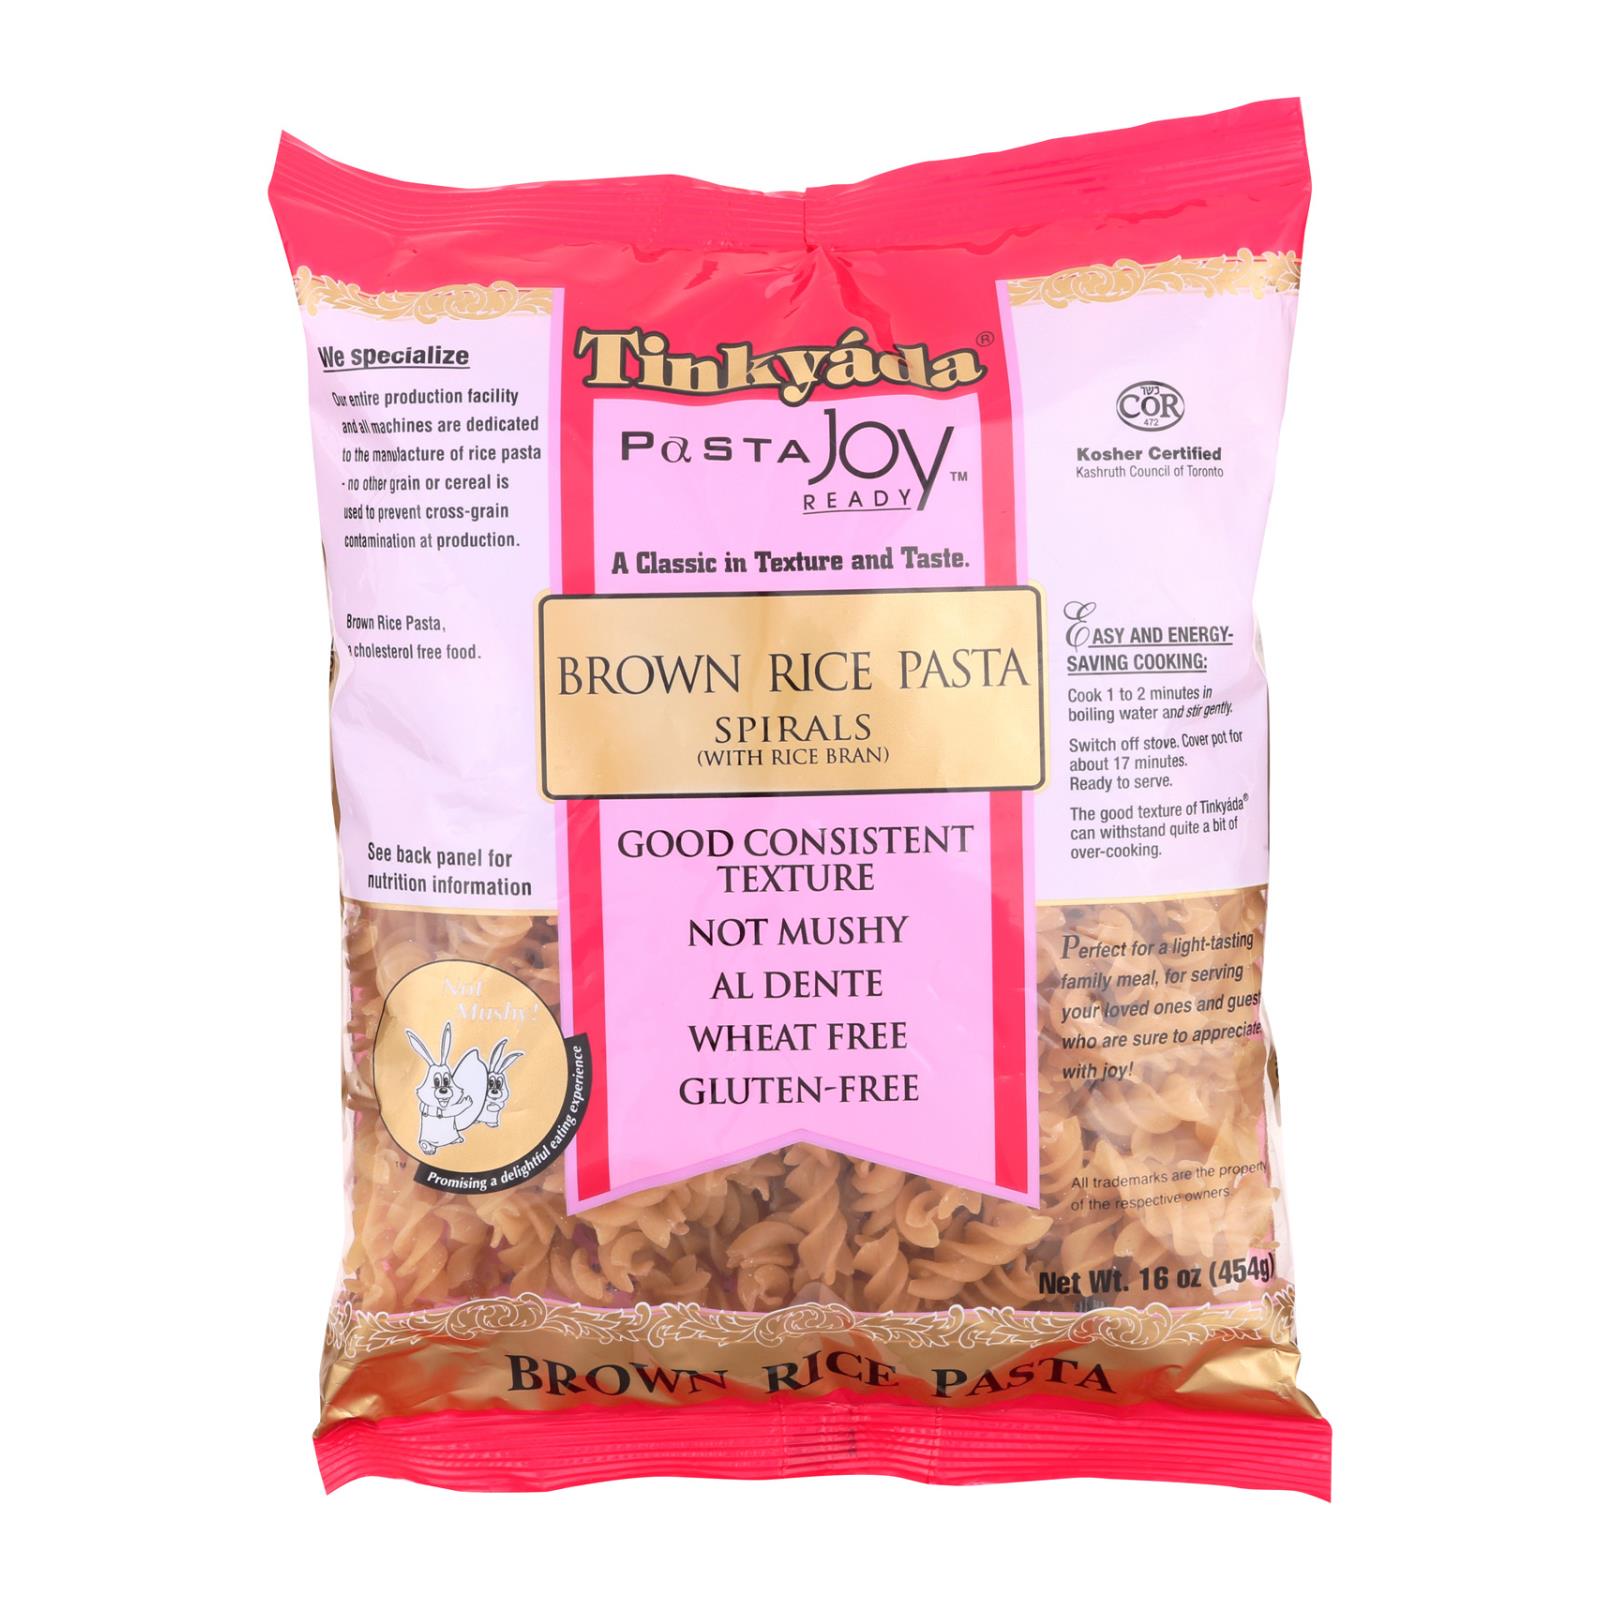 Tinkyáda®
PASTA JOY™
READY
A Classic in Texture and Taste.
BROWN RICE PASTA
SPIRALS
(WITH RICE BRAN)
GOOD CONSISTENT
TEXTURE
NOT MUSHY
AL DENTE
WHEAT FREE
GLUTEN-FREE
We specialize
Our entire production facility
and all machines are dedicated
to the manufacture of rice pasta
- no other grain or cereal is
used to prevent cross-grain
contamination at production.
Brown Rice Pasta,
a cholesterol free food.
See back panel for
nutrition information
Not
Mushy!
Promising a delightful eating experience
TM
כשר
COR
472
Kosher Certified
Kashruth Council of Toronto
EASY AND ENERGY-
SAVING COOKING:
Cook 1 to 2 minutes in
boiling water and stir gently.
Switch off stove. Cover pot for
about 17 minutes.
Ready to serve.
The good texture of Tinkyáda®
can withstand quite a bit of
over-cooking.
Perfect for a light-tasting
family meal, for serving
your loved ones and guest
who are sure to appreciate
with joy!
All trademarks are the property
of the respective owners.
Net Wt. 16 oz (454g)
BROWN RICE PASTA